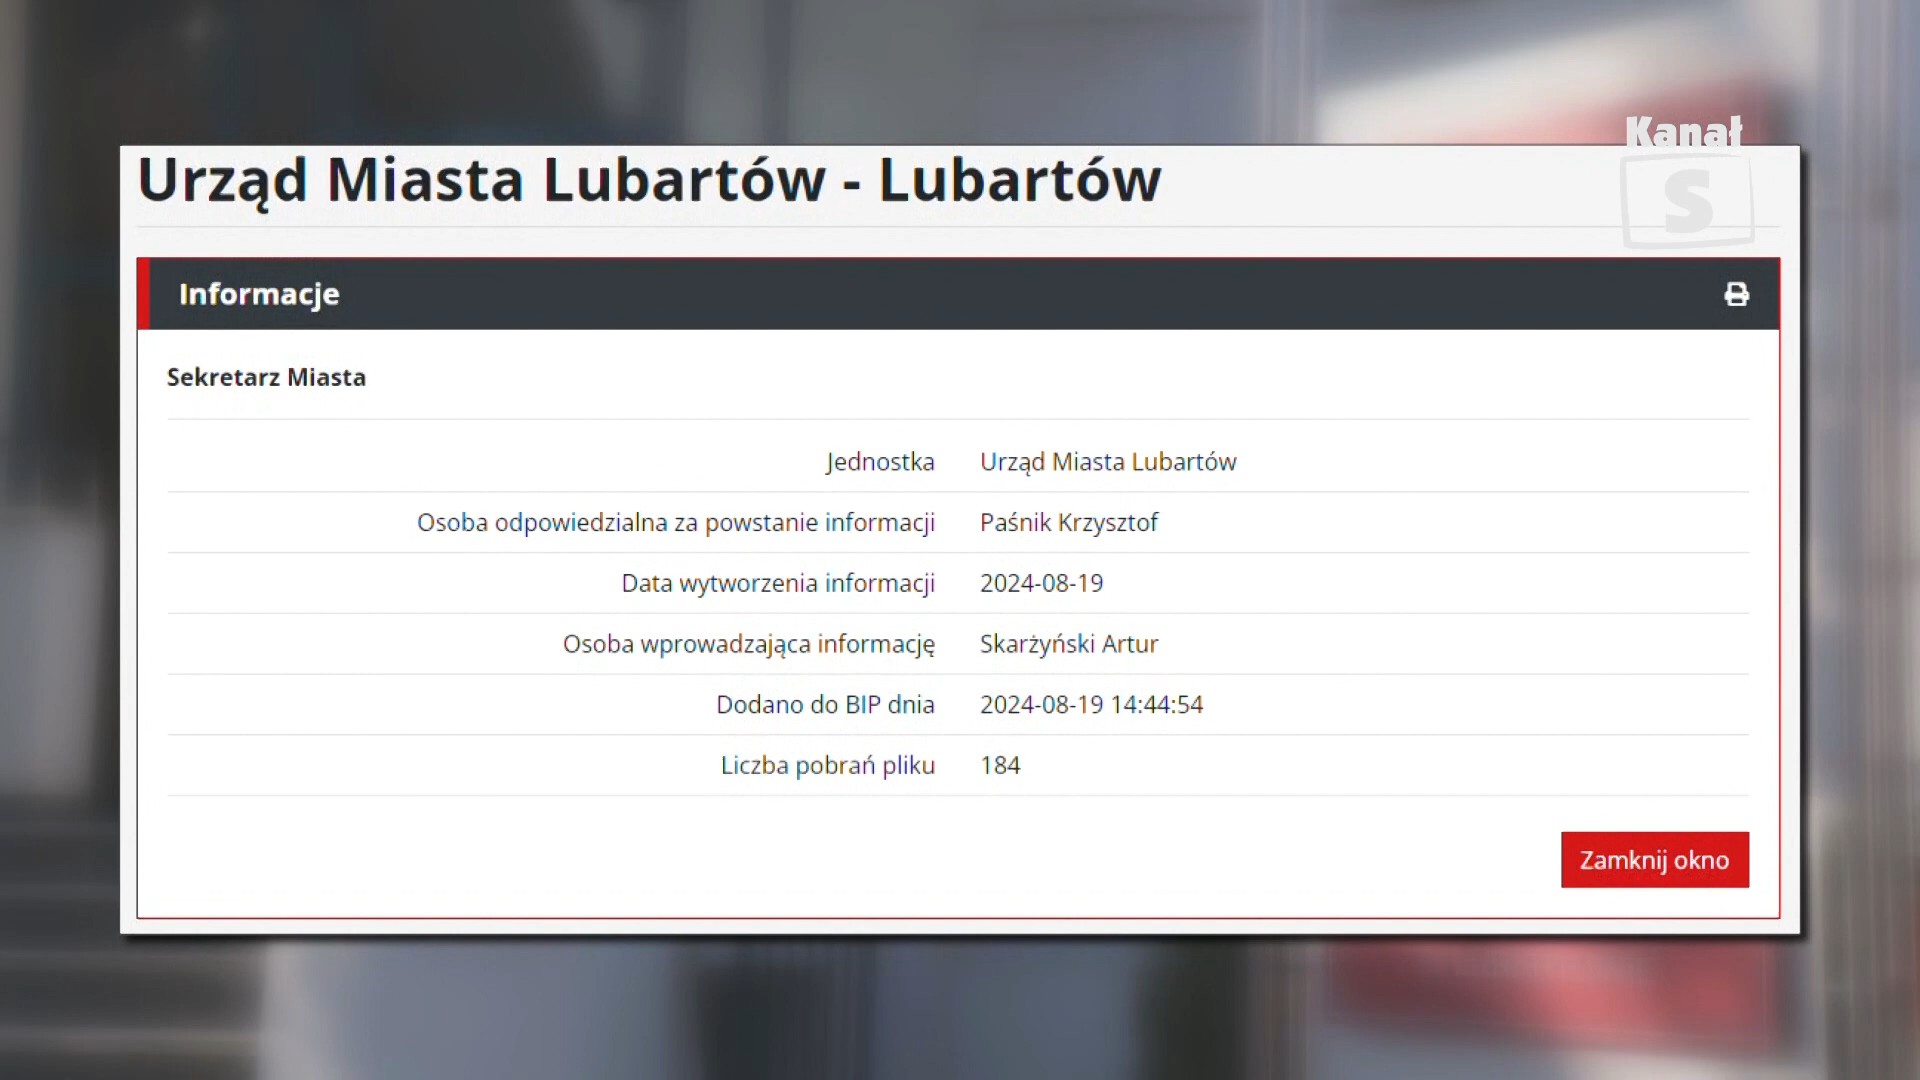 Kanał
S
Urząd Miasta Lubartów - Lubartów
Informacje
Sekretarz Miasta
Jednostka Urząd Miasta Lubartów
Osoba odpowiedzialna za powstanie informacji Paśnik Krzysztof
Data wytworzenia informacji 2024-08-19
Osoba wprowadzająca informację Skarżyński Artur
Dodano do BIP dnia 2024-08-19 14:44:54
Liczba pobrań pliku 184
Zamknij okno